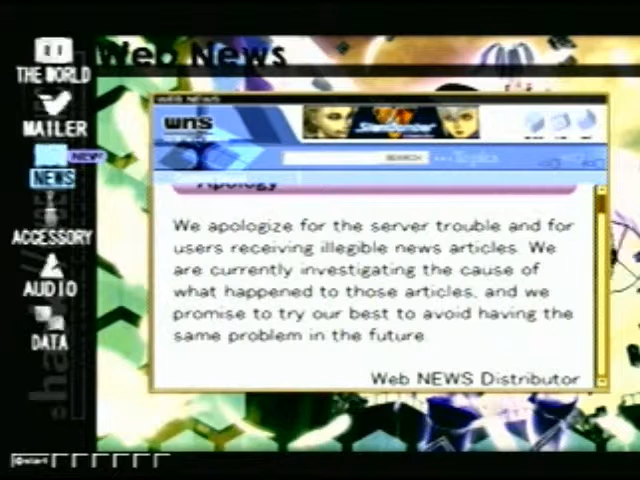 Web News
THE WORLD
MAILER
NEW!
NEWS
ACCESSORY
AUDIO
DATA
WEB NEWS
wns
SEARCH
Topics
Apology
We apologize for the server trouble and for
users receiving illegible news articles. We
are currently investigating the cause of
what happened to those articles, and we
promise to try our best to avoid having the
same problem in the future.
Web NEWS Distributor